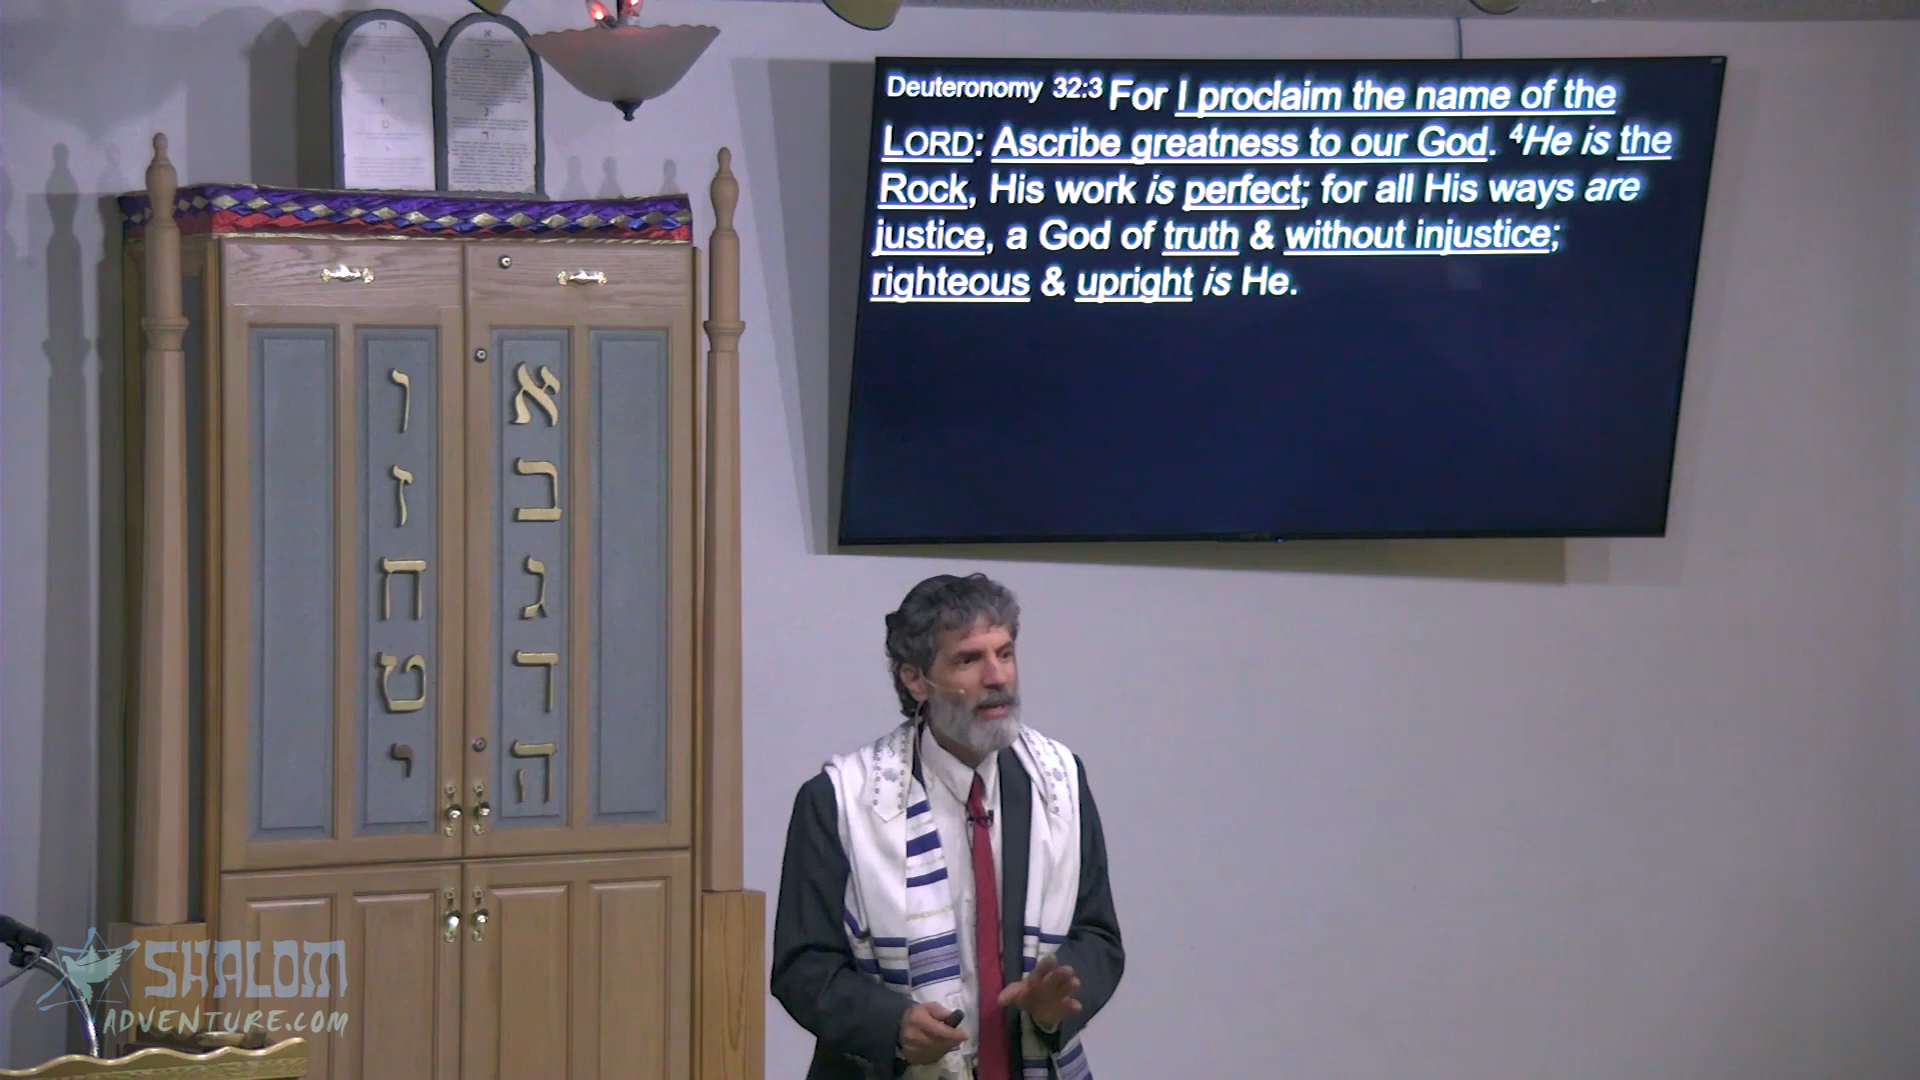 Deuteronomy 32:3 For I proclaim the name of the
LORD: Ascribe greatness to our God. 4He is the
Rock, His work is perfect; for all His ways are
justice, a God of truth & without injustice;
righteous & upright is He.
א
ב
ג
ד
ה
ו
ז
ח
ט
י
SHALOM
ADVENTURE.COM